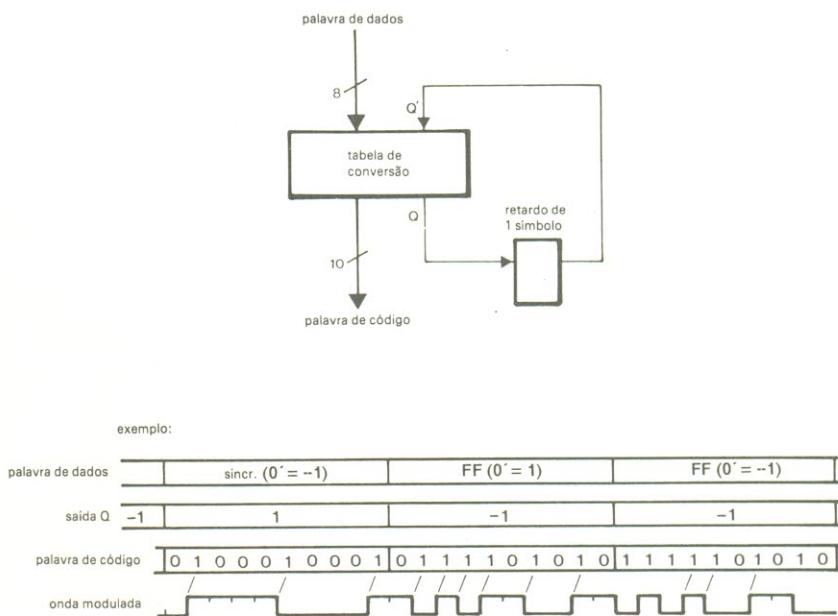 palavra de dados
8
Q'
tabela de
conversão
Q
retardo de
1 simbolo
10
palavra de código
exemplo:
palavra de dados sincr. (0´ = --1) FF (0´ = 1) FF (0´ = --1)
saida Q −1 1 −1 −1
palavra de código 0 1 0 0 0 1 0 0 0 1 0 1 1 1 1 0 1 0 1 0 1 1 1 1 1 0 1 0 1 0
onda modulada